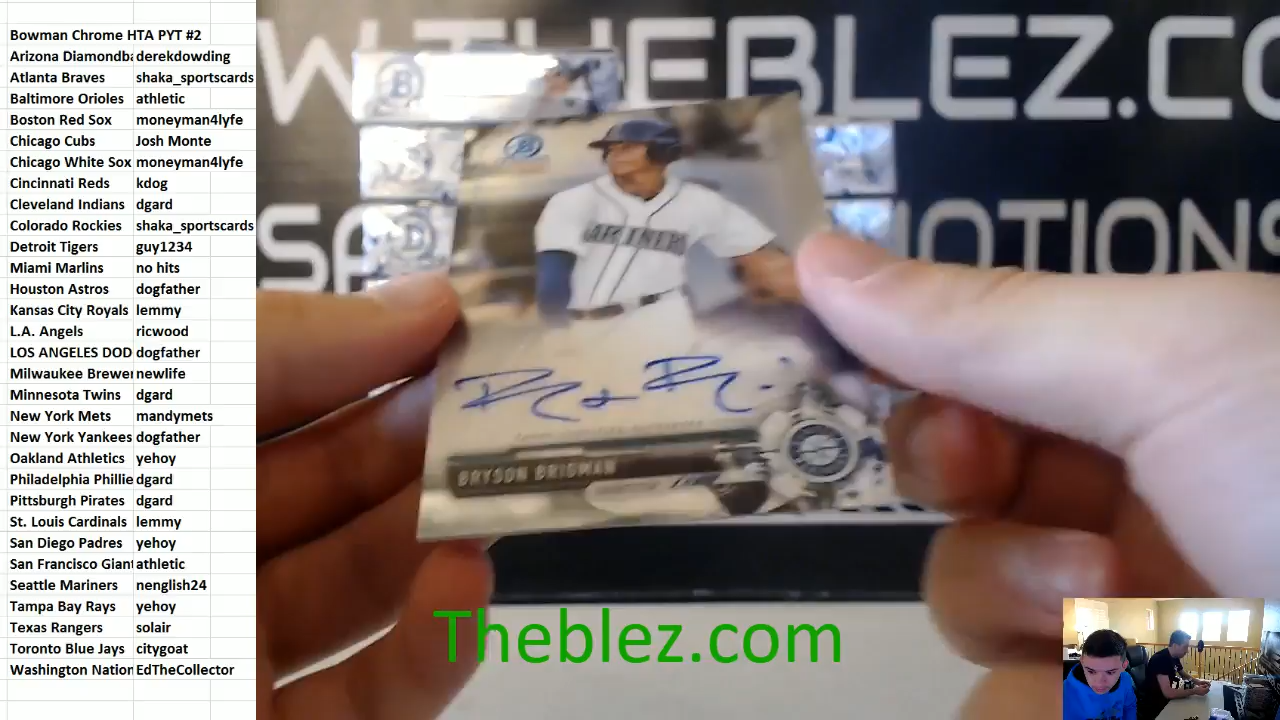 Bowman Chrome HTA PYT #2
Arizona Diamondba derekdowding
Atlanta Braves shaka_sportscards
Baltimore Orioles athletic
Boston Red Sox moneyman4lyfe
Chicago Cubs Josh Monte
Chicago White Sox moneyman4lyfe
Cincinnati Reds kdog
Cleveland Indians dgard
Colorado Rockies shaka_sportscards
Detroit Tigers guy1234
Miami Marlins no hits
Houston Astros dogfather
Kansas City Royals lemmy
L.A. Angels ricwood
LOS ANGELES DOD dogfather
Milwaukee Brewer newlife
Minnesota Twins dgard
New York Mets mandymets
New York Yankees dogfather
Oakland Athletics yehoy
Philadelphia Phillie dgard
Pittsburgh Pirates dgard
St. Louis Cardinals lemmy
San Diego Padres yehoy
San Francisco Giant athletic
Seattle Mariners nenglish24
Tampa Bay Rays yehoy
Texas Rangers solair
Toronto Blue Jays citygoat
Washington Nation EdTheCollector
W.THEBLEZ.CO
SA OTIONS
B
MARINERS
BRYSON BRIGMAN
Theblez.com